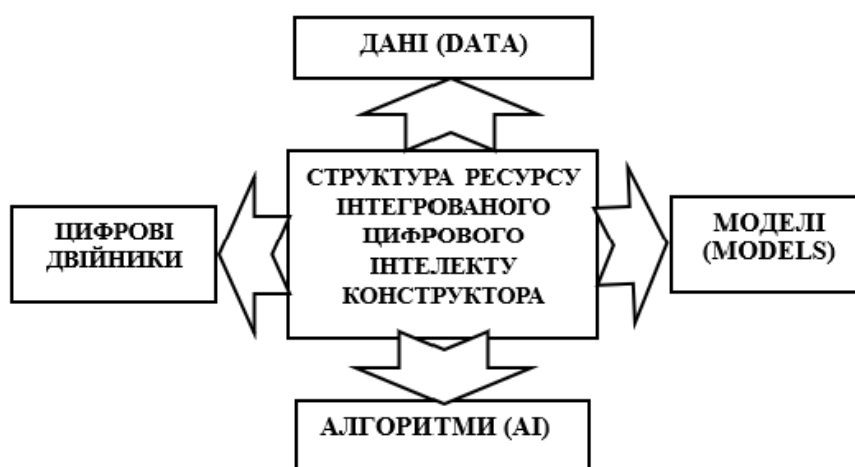 ДАНІ (DATA)
СТРУКТУРА РЕСУРСУ
ІНТЕГРОВАНОГО
ЦИФРОВОГО
ІНТЕЛЕКТУ
КОНСТРУКТОРА
ЦИФРОВІ
ДВІЙНИКИ
МОДЕЛІ
(MODELS)
АЛГОРИТМИ (AI)